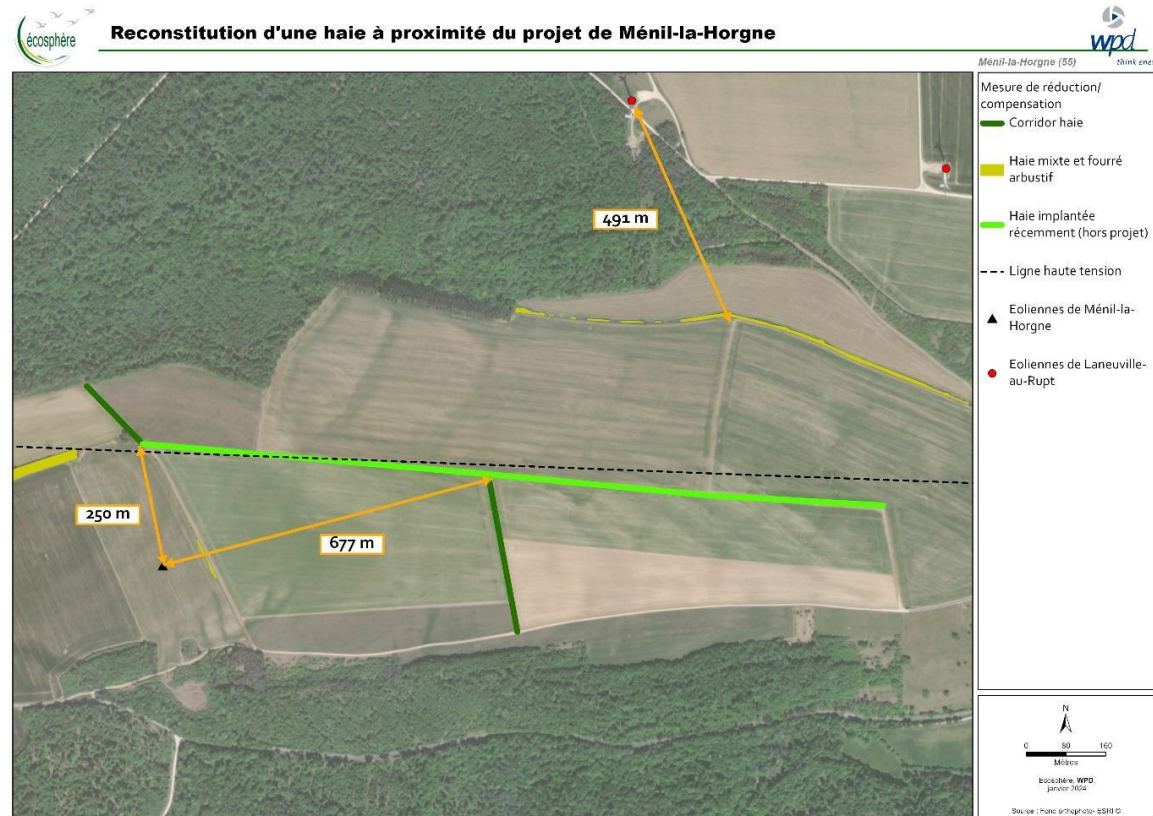 écosphère
Reconstitution d'une haie à proximité du projet de Ménil-la-Horgne
wpd
think ener
Ménil-la-Horgne (55)
Mesure de réduction/
compensation
Corridor haie
Haie mixte et fourré
arbustif
Haie implantée
récemment (hors projet)
Ligne haute tension
Eoliennes de Ménil-la-
Horgne
Eoliennes de Laneuville-
au-Rupt
491 m
250 m
677 m
N
0 80 160
Mètres
Ecosphère, WPD,
janvier 2024
Source : Fond orthophoto- ESRI ©